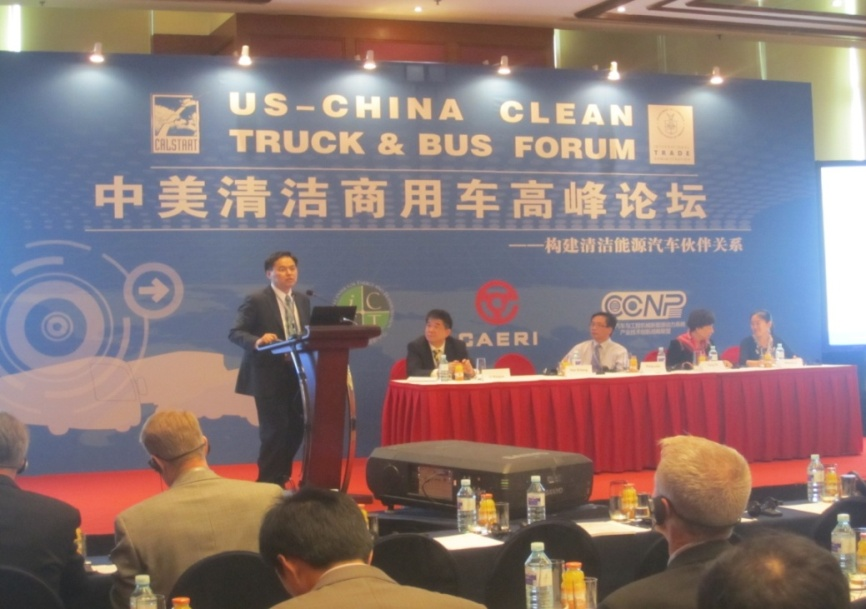 US-CHINA CLEAN
TRUCK & BUS FORUM
CALSTART
TRADE
中美清洁商用车高峰论坛
——构建清洁能源汽车伙伴关系
CAERI
CCNP